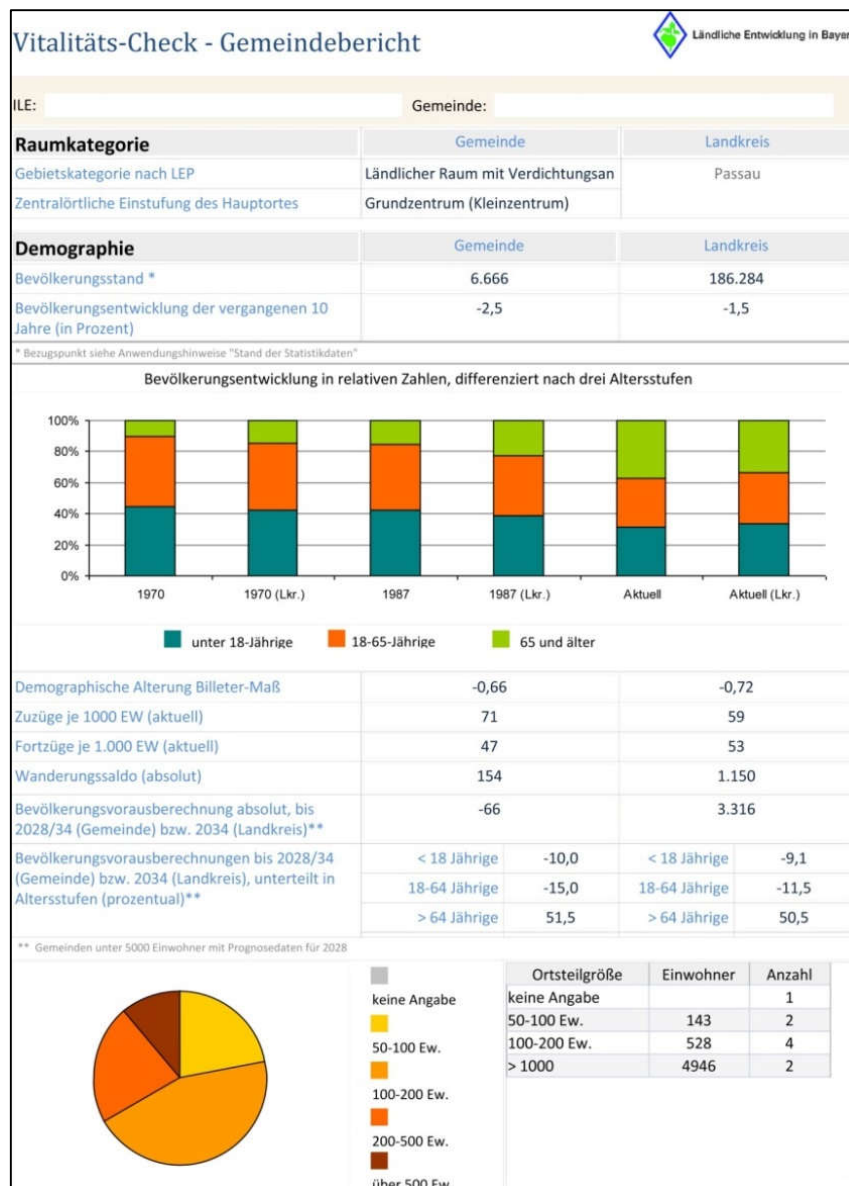 Vitalitäts-Check - Gemeindebericht
Ländliche Entwicklung in Bayer
ILE:
Gemeinde:
Raumkategorie Gemeinde Landkreis
Gebietskategorie nach LEP Ländlicher Raum mit Verdichtungsan Passau
Zentralörtliche Einstufung des Hauptortes Grundzentrum (Kleinzentrum)
Demographie Gemeinde Landkreis
Bevölkerungsstand * 6.666 186.284
Bevölkerungsentwicklung der vergangenen 10 -2,5 -1,5
Jahre (in Prozent)
* Bezugspunkt siehe Anwendungshinweise "Stand der Statistikdaten"
Bevölkerungsentwicklung in relativen Zahlen, differenziert nach drei Altersstufen
100%
80%
60%
40%
20%
0%
1970 1970 (Lkr.) 1987 1987 (Lkr.) Aktuell Aktuell (Lkr.)
unter 18-Jährige 18-65-Jährige 65 und älter
Demographische Alterung Billeter-Maß -0,66 -0,72
Zuzüge je 1000 EW (aktuell) 71 59
Fortzüge je 1.000 EW (aktuell) 47 53
Wanderungssaldo (absolut) 154 1.150
Bevölkerungsvorausberechnung absolut, bis -66 3.316
2028/34 (Gemeinde) bzw. 2034 (Landkreis)**
Bevölkerungsvorausberechnungen bis 2028/34 < 18 Jährige -10,0 < 18 Jährige -9,1
(Gemeinde) bzw. 2034 (Landkreis), unterteilt in 18-64 Jährige -15,0 18-64 Jährige -11,5
Altersstufen (prozentual)** > 64 Jährige 51,5 > 64 Jährige 50,5
** Gemeinden unter 5000 Einwohner mit Prognosedaten für 2028
keine Angabe
50-100 Ew.
100-200 Ew.
200-500 Ew.
über 500 Ew.
Ortsteilgröße Einwohner Anzahl
keine Angabe 1
50-100 Ew. 143 2
100-200 Ew. 528 4
> 1000 4946 2